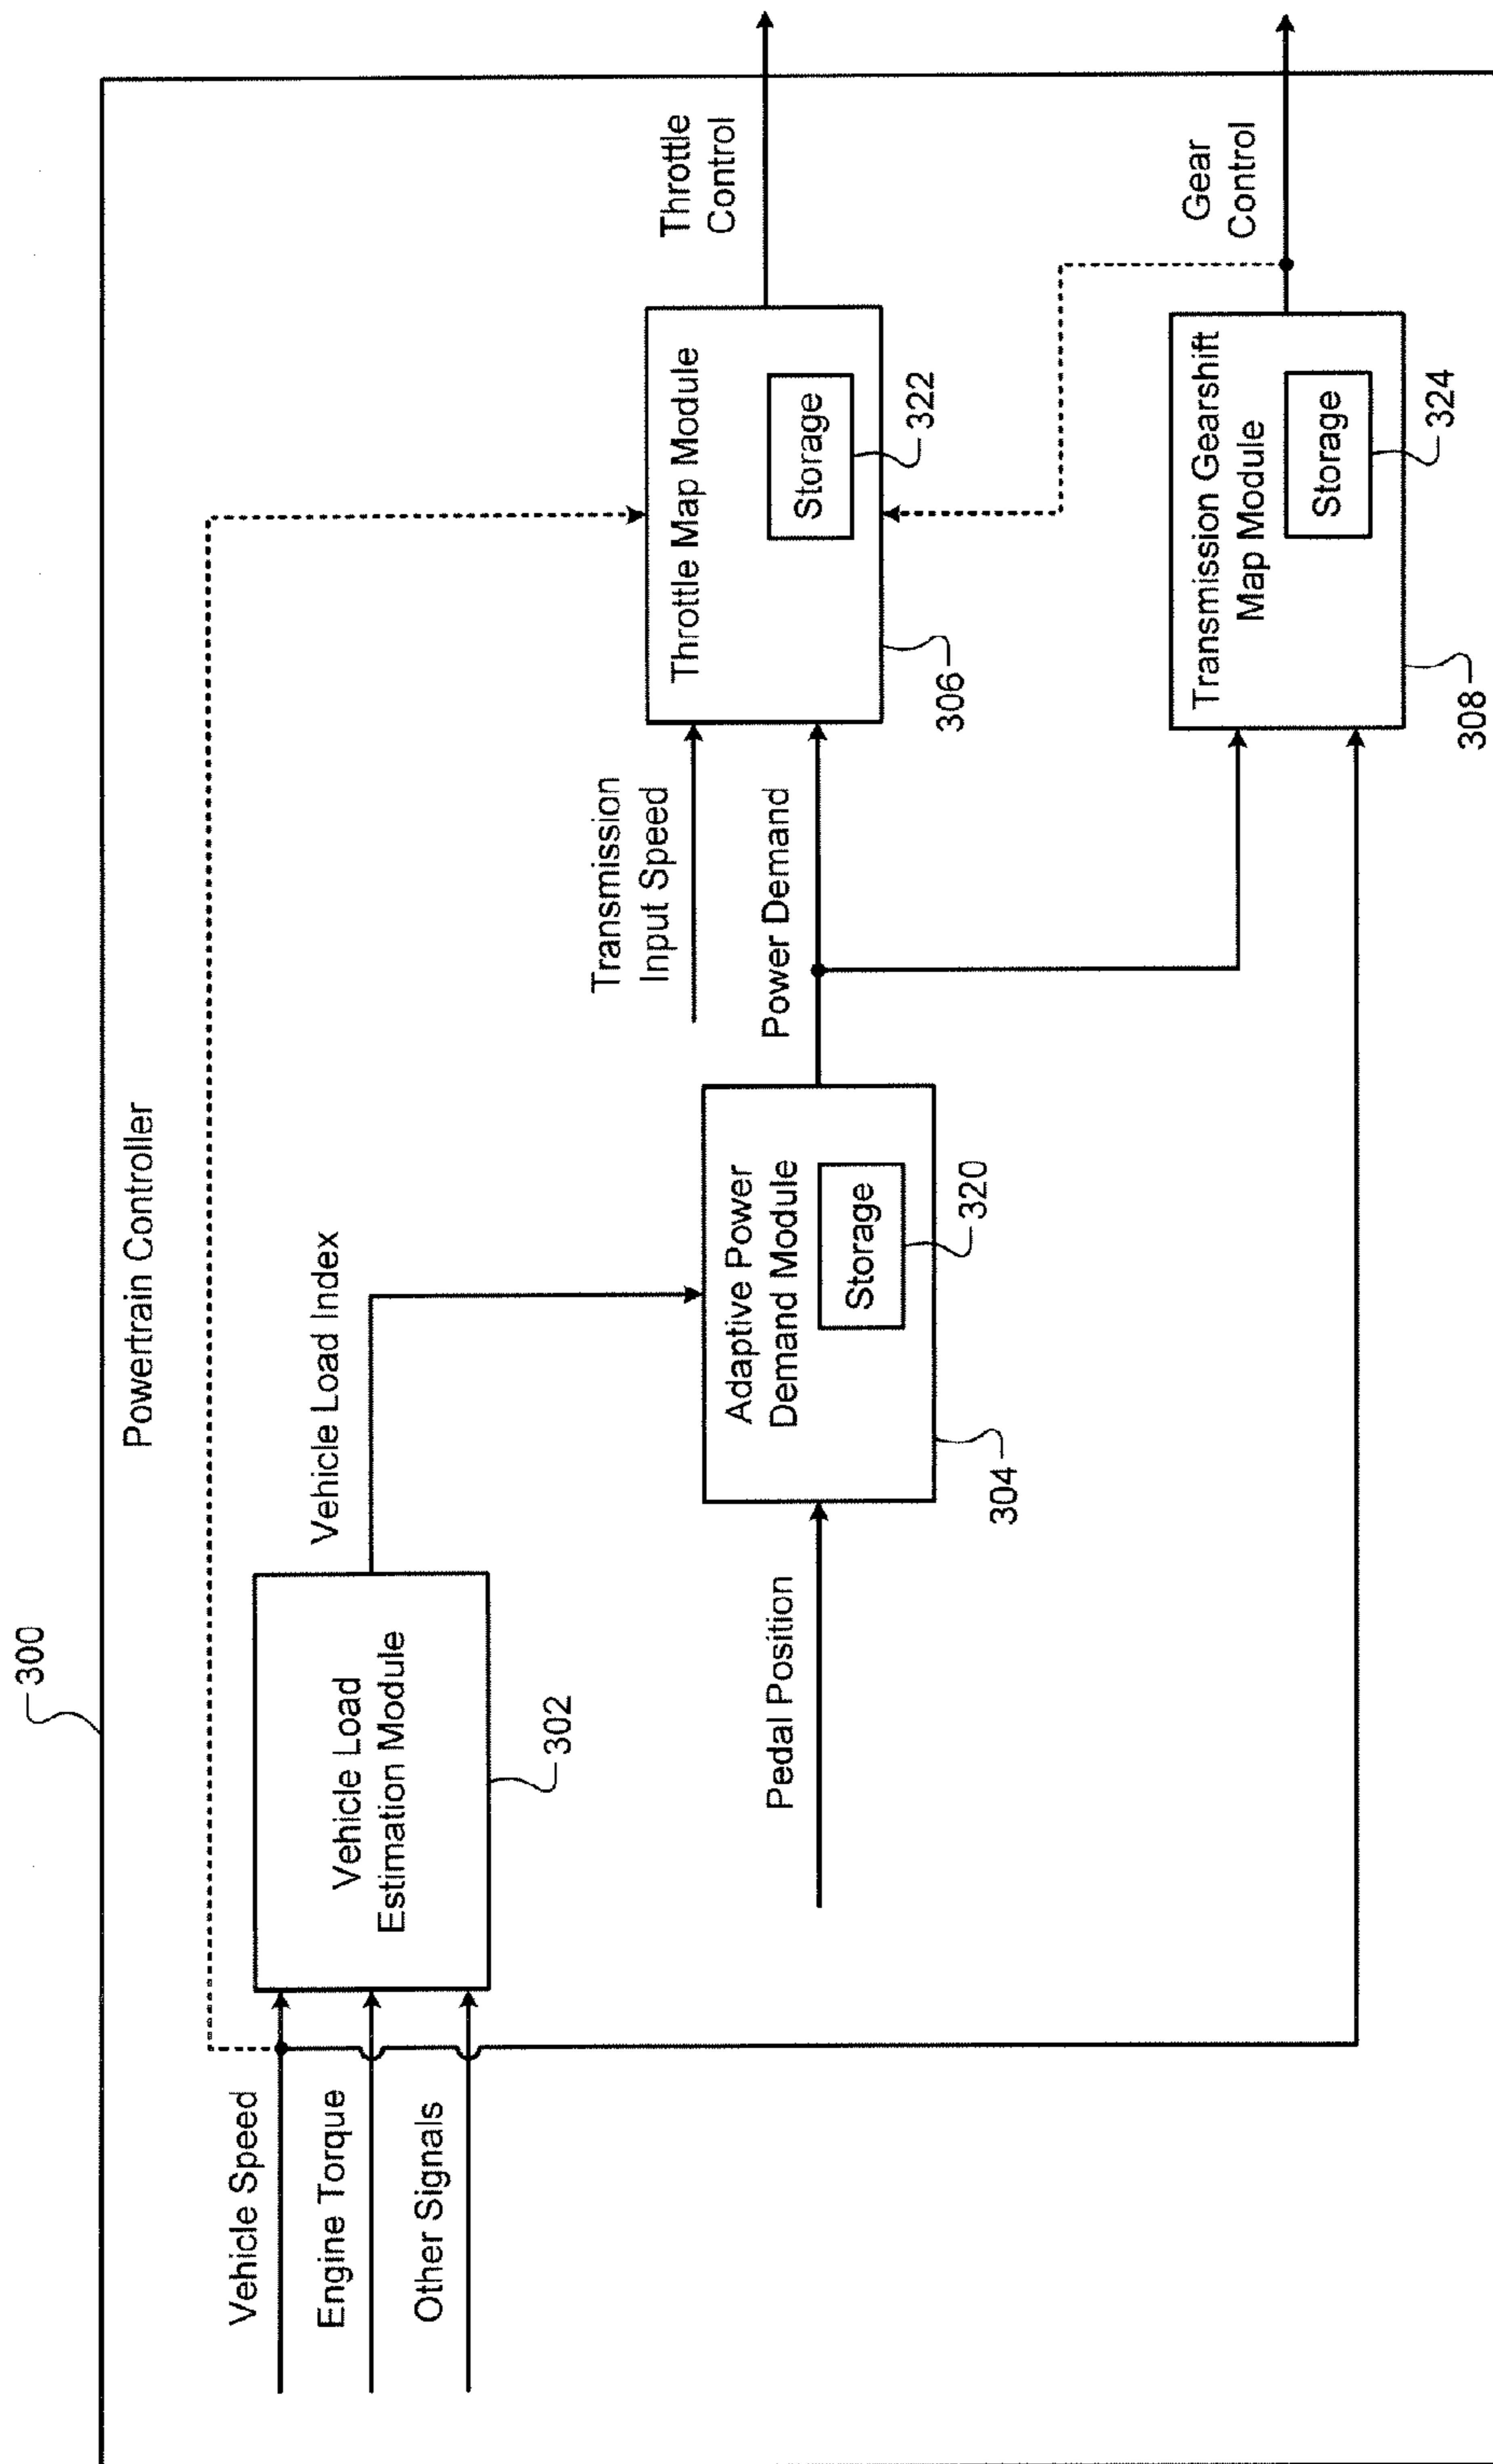 300
Powertrain Controller
Vehicle Speed
Engine Torque
Other Signals
Vehicle Load
Estimation Module
302
Vehicle Load Index
Pedal Position
Adaptive Power
Demand Module
Storage
320
304
Transmission
Input Speed
Power Demand
Throttle Map Module
Storage
322
306
Throttle
Control
Transmission Gearshift
Map Module
Storage
324
308
Gear
Control